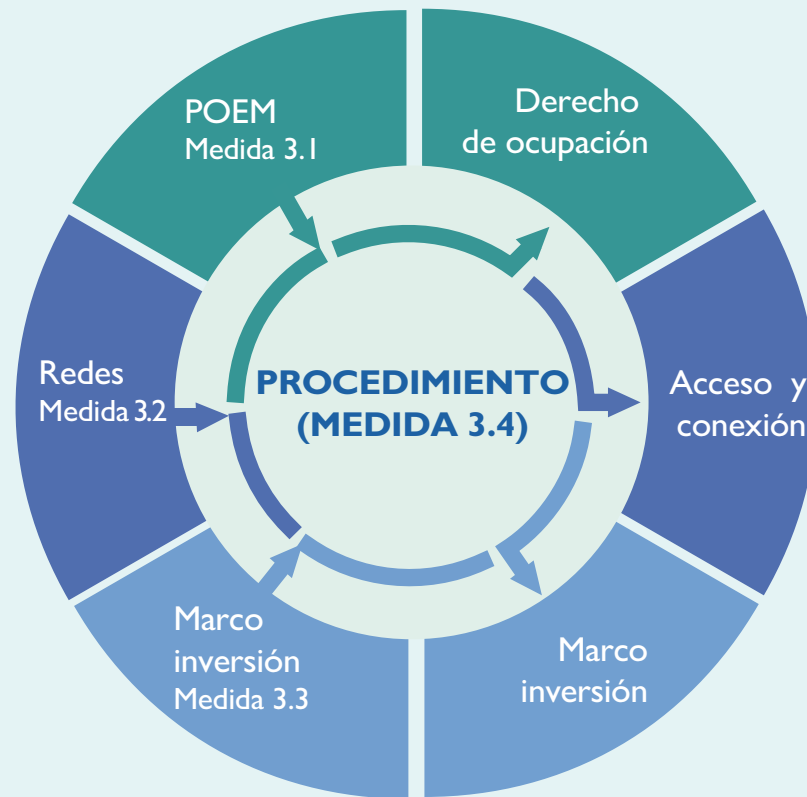 POEM
Medida 3.1
Derecho
de ocupación
Redes
Medida 3.2
PROCEDIMIENTO
(MEDIDA 3.4)
Acceso y
conexión
Marco
inversión
Medida 3.3
Marco
inversión